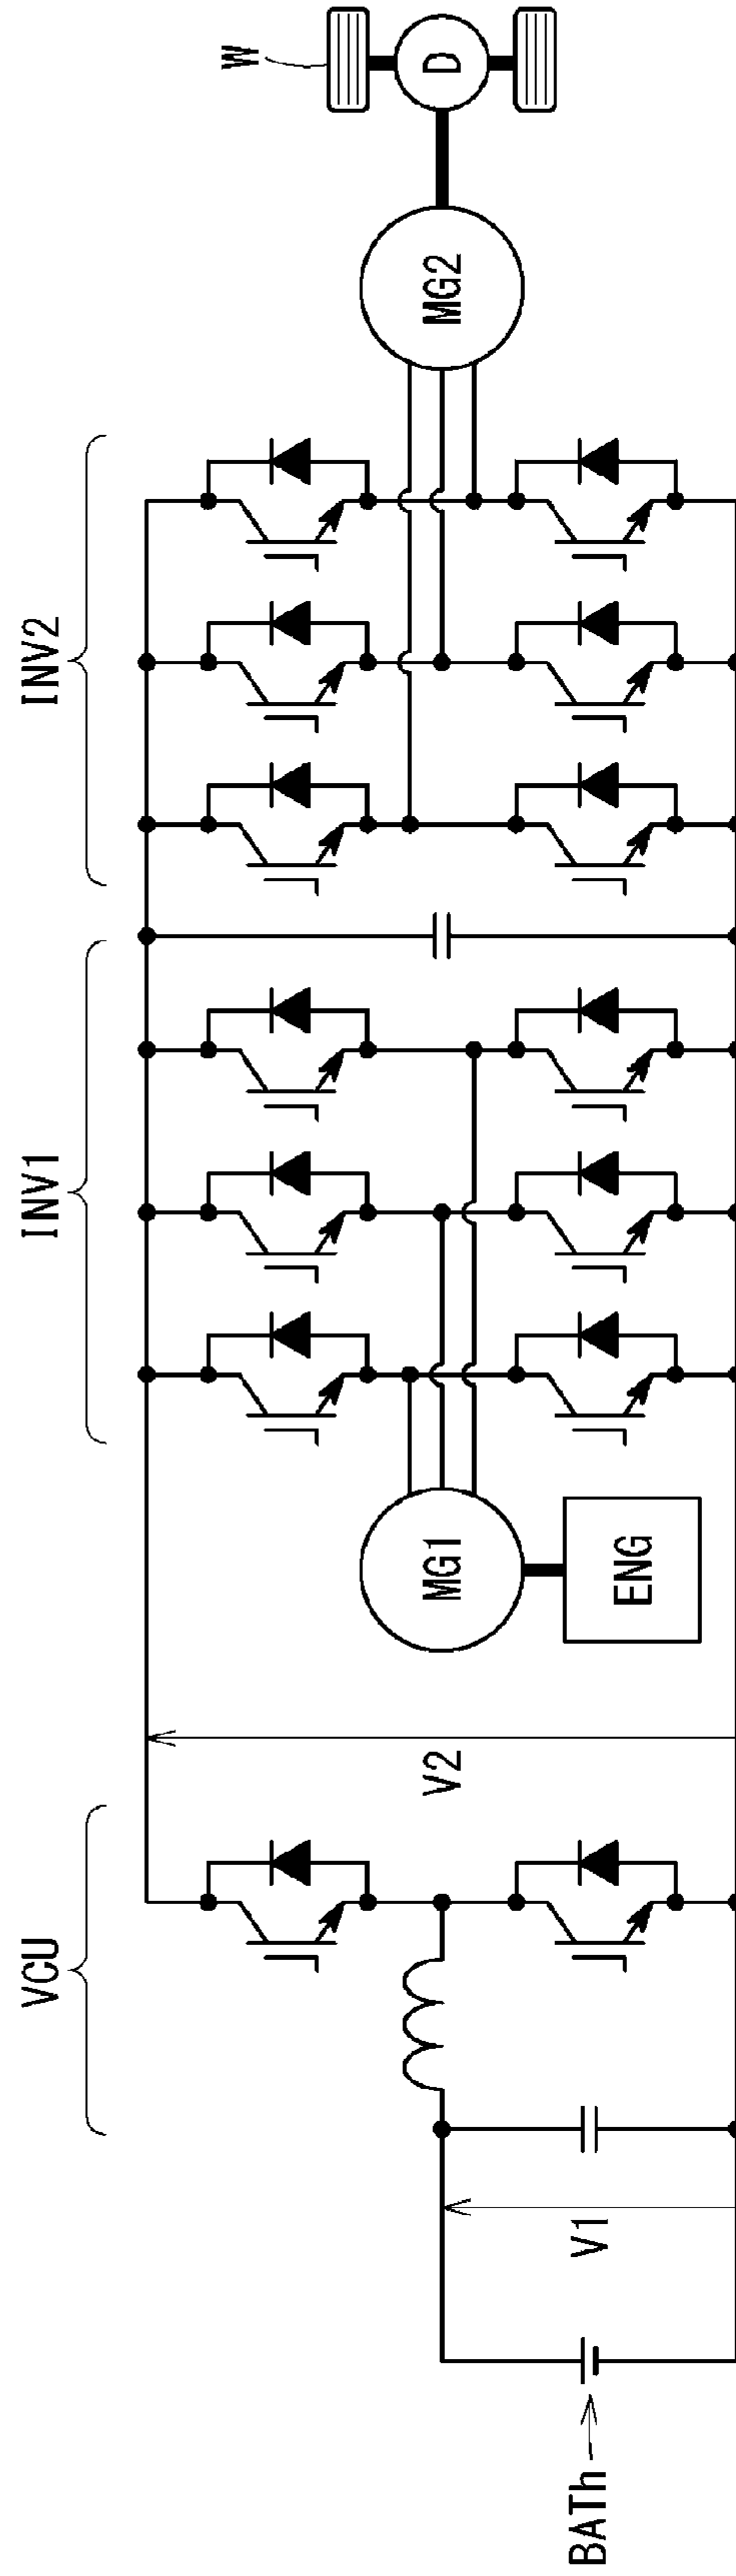 VCU
INV1
INV2
BATh
V1
V2
MG1
ENG
MG2
D
W